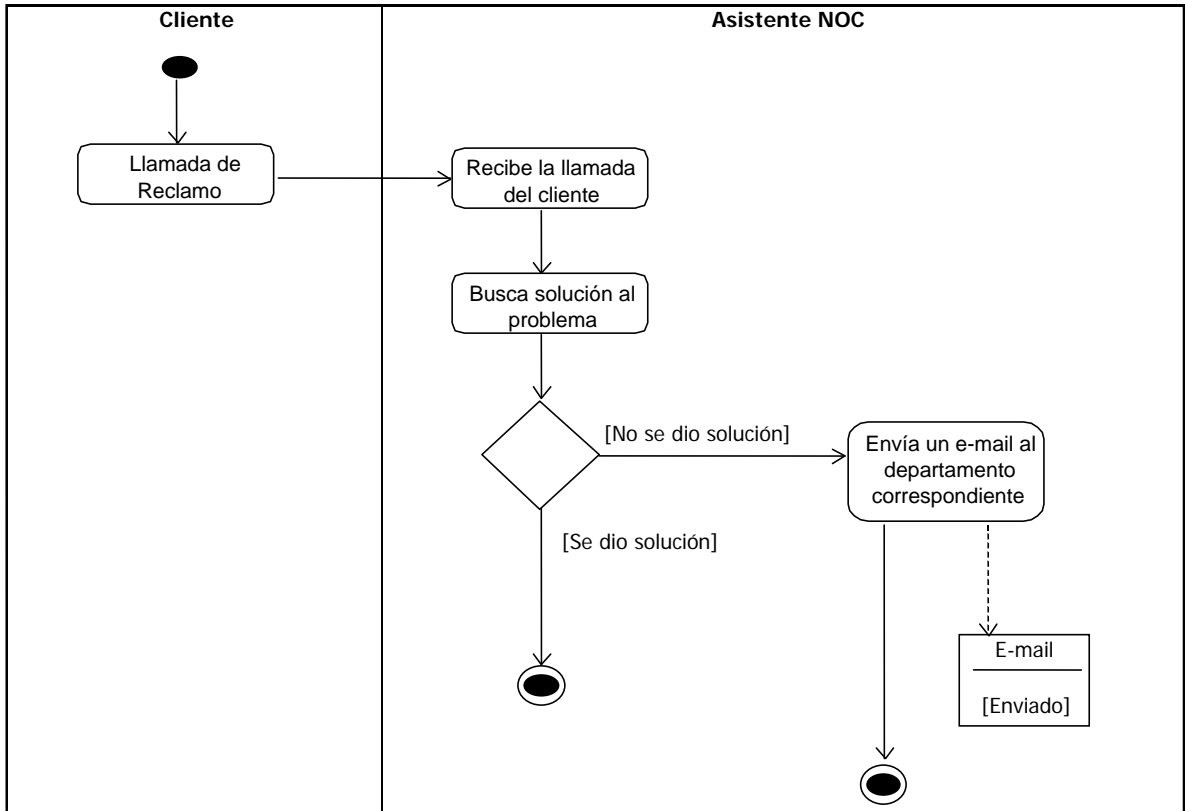 Cliente
Asistente NOC
Llamada de
Reclamo
Recibe la llamada
del cliente
Busca solución al
problema
[No se dio solución]
Envía un e-mail al
departamento
correspondiente
[Se dio solución]
E-mail
[Enviado]